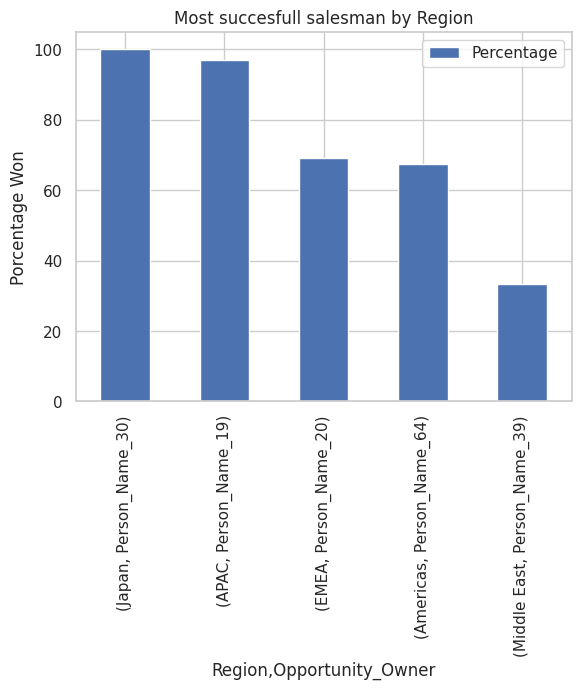 Most succesfull salesman by Region
Percentage
Porcentage Won
100
80
60
40
20
0
(Japan, Person_Name_30)
(APAC, Person_Name_19)
(EMEA, Person_Name_20)
(Americas, Person_Name_64)
(Middle East, Person_Name_39)
Region,Opportunity_Owner